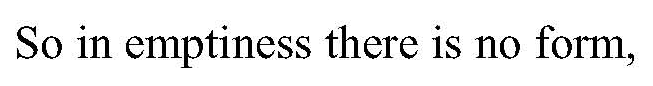 So in emptiness there is no form,